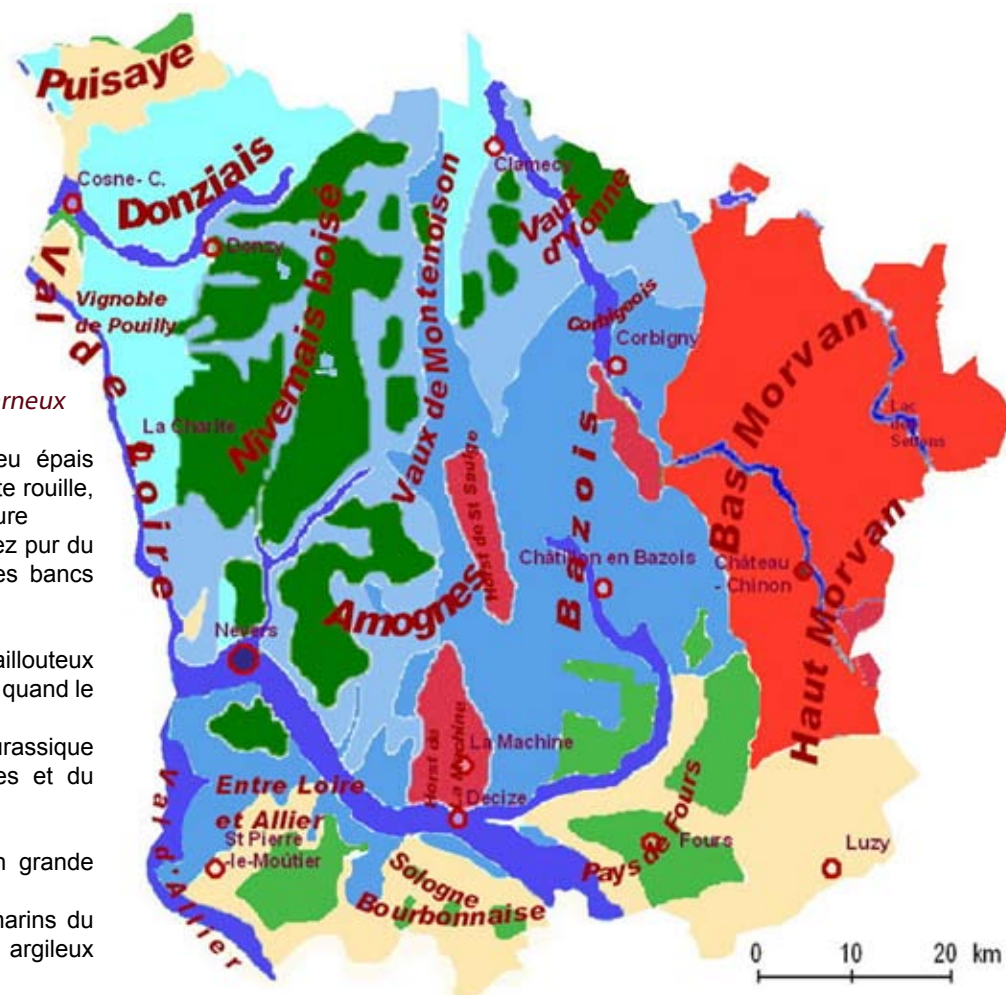 Puisaye
Cosne- C.
Donziais
Donzy
Clamecy
Vaux
d'Yonne
Val de Loire
Vignoble
de Pouilly
Nivernais boisé
Vaux de Montenoison
Corbigeois
Corbigny
Bas Morvan
Lac
des
Settons
La Charité
Bazois
Horst de St Saulge
Châtillon en Bazois
Château
- Chinon
Haut Morvan
Amognes
Nevers
Horst de
La Machine
La Machine
Decize
Entre Loire
et Allier
St Pierre
-le-Moûtier
Val d'Allier
Sologne
Bourbonnaise
Pays de Fours
Fours
Luzy
0 10 20 km
rneux
eu épais
te rouille,
ure
ez pur du
es bancs
aillouteux
quand le
urassique
es et du
n grande
narins du
argileux